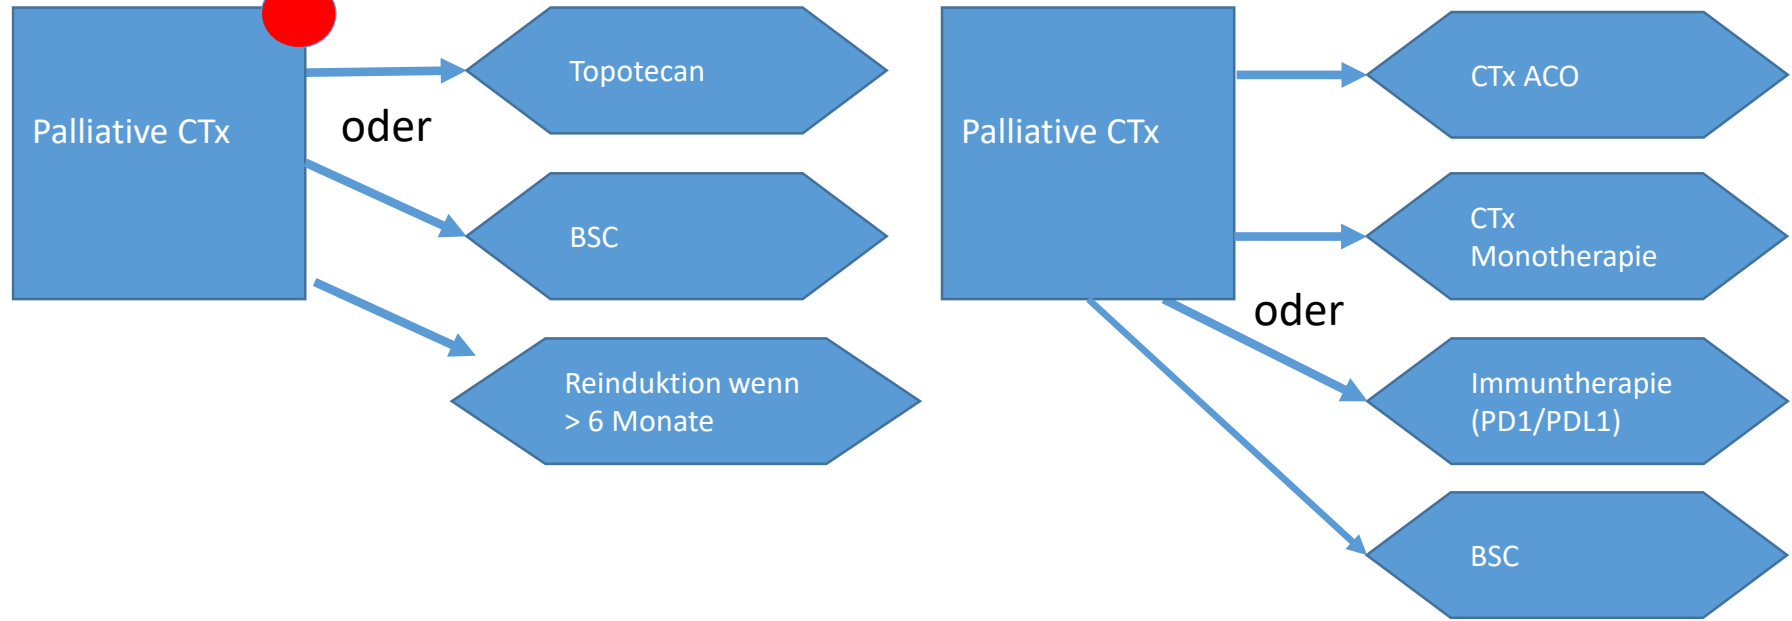 Palliative CTx
oder
Topotecan
BSC
Reinduktion wenn
> 6 Monate
Palliative CTx
oder
CTx ACO
CTx
Monotherapie
Immuntherapie
(PD1/PDL1)
BSC